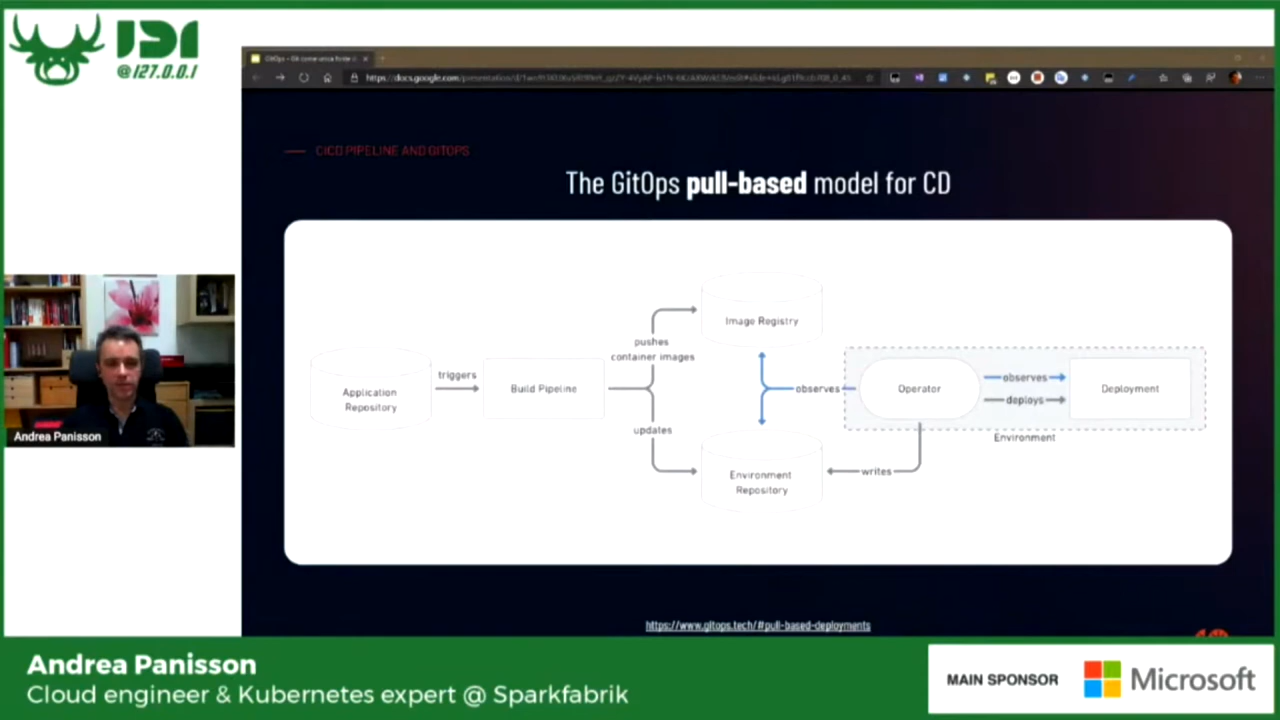 IDI
@127.0.0.1
CICD PIPELINE AND GITOPS
The GitOps pull-based model for CD
Image Registry
pushes
container images
triggers
Application
Repository
Build Pipeline
observes
Operator
observes
deploys
Deployment
Environment
updates
Environment
Repository
writes
https://www.gitops.tech/#pull-based-deployments
Andrea Panisson
Andrea Panisson
Cloud engineer & Kubernetes expert @ Sparkfabrik
MAIN SPONSOR
Microsoft